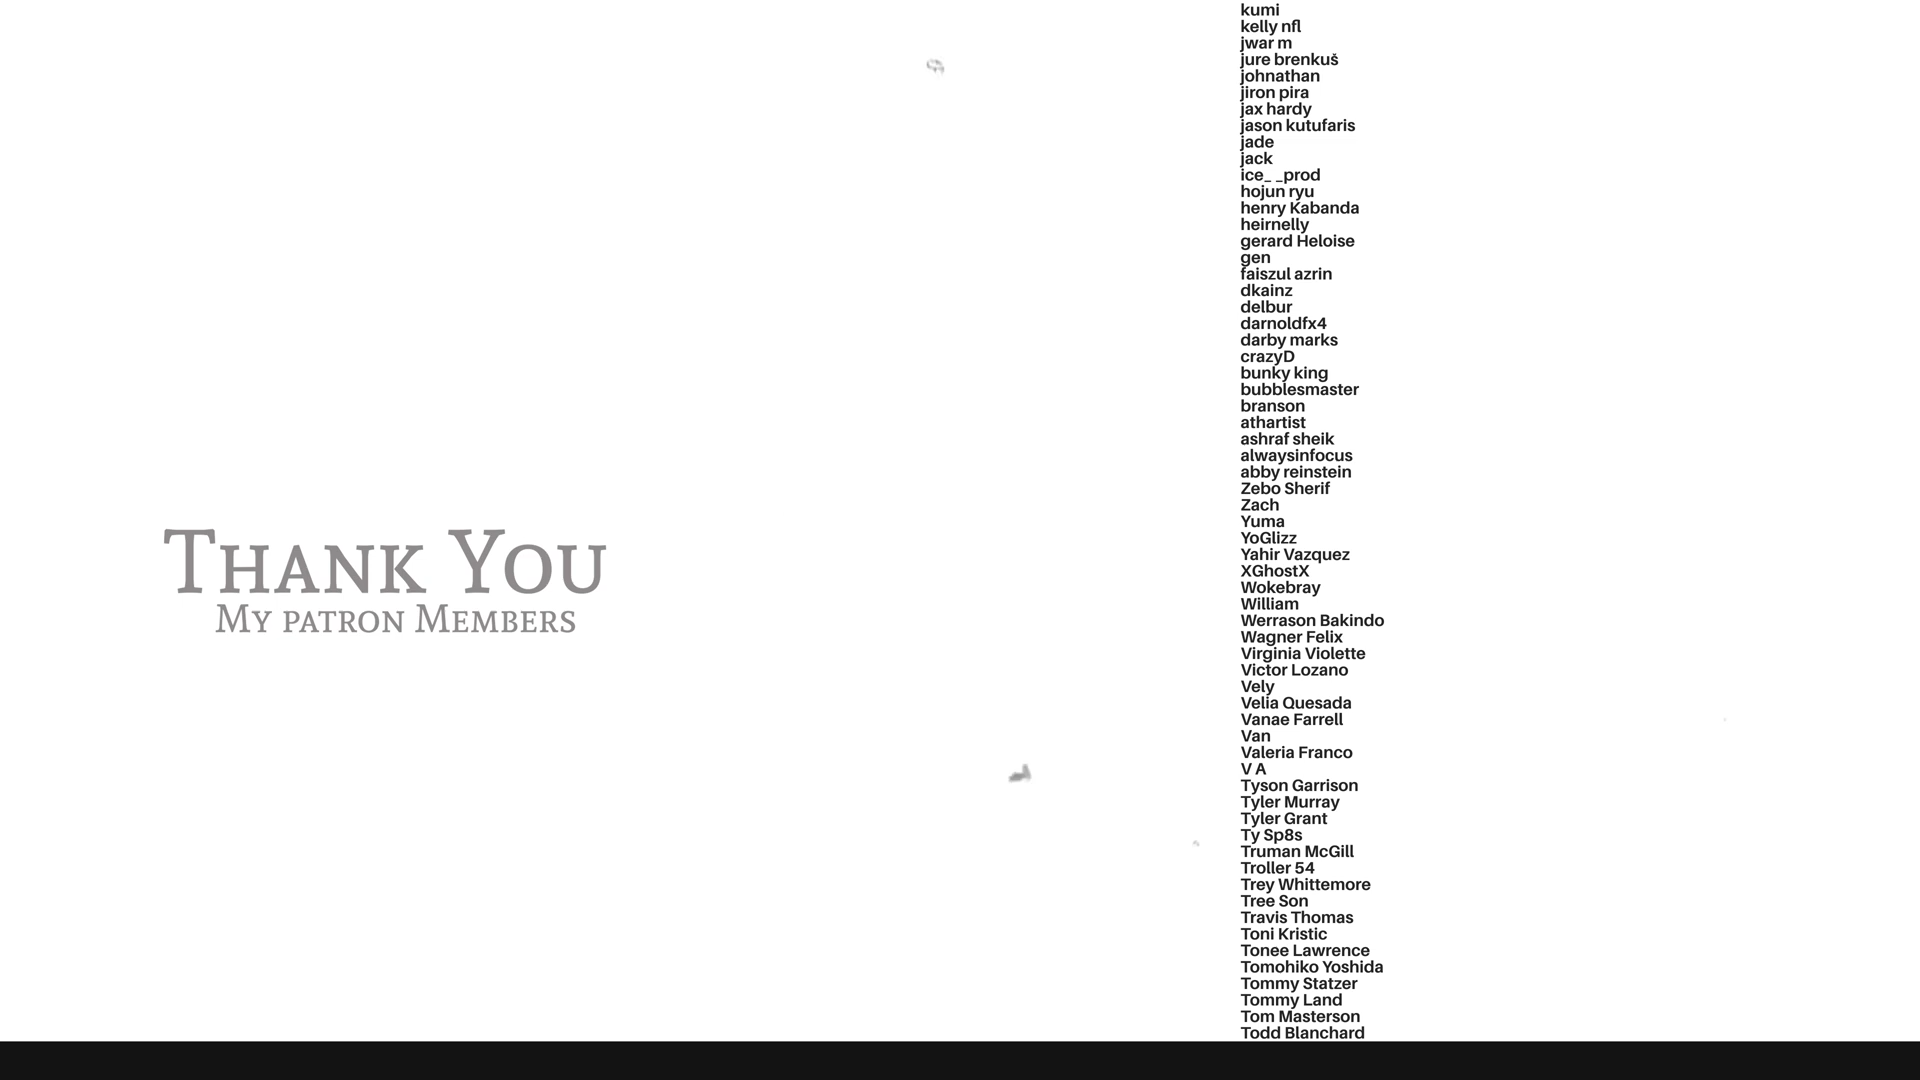 Thank You
My patron Members
kumi
kelly nfl
jwar m
jure brenkuš
johnathan
jiron pira
jax hardy
jason kutufaris
jade
jack
ice_ _prod
hojun ryu
henry Kabanda
heirnelly
gerard Heloise
gen
faiszul azrin
dkainz
delbur
darnoldfx4
darby marks
crazyD
bunky king
bubblesmaster
branson
athartist
ashraf sheik
alwaysinfocus
abby reinstein
Zebo Sherif
Zach
Yuma
YoGlizz
Yahir Vazquez
XGhostX
Wokebray
William
Werrason Bakindo
Wagner Felix
Virginia Violette
Victor Lozano
Vely
Velia Quesada
Vanae Farrell
Van
Valeria Franco
V A
Tyson Garrison
Tyler Murray
Tyler Grant
Ty Sp8s
Truman McGill
Troller 54
Trey Whittemore
Tree Son
Travis Thomas
Toni Kristic
Tonee Lawrence
Tomohiko Yoshida
Tommy Statzer
Tommy Land
Tom Masterson
Todd Blanchard